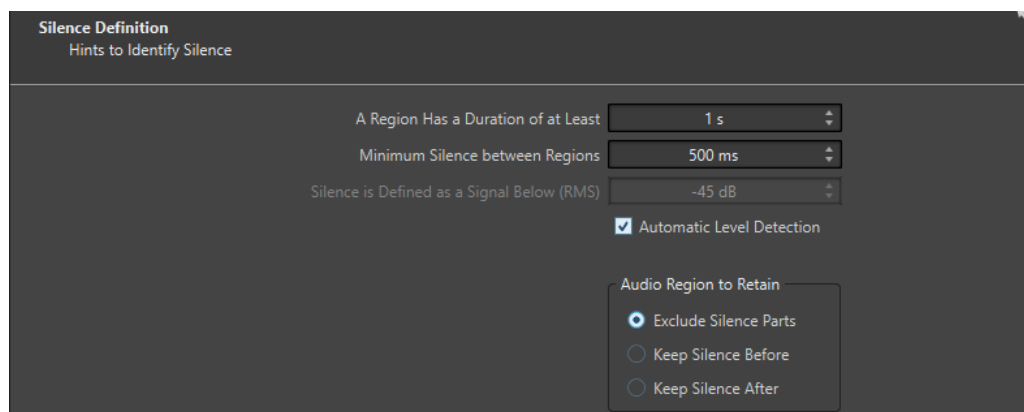 Silence Definition
Hints to Identify Silence
A Region Has a Duration of at Least 1 s
Minimum Silence between Regions 500 ms
Silence is Defined as a Signal Below (RMS) -45 dB
Automatic Level Detection
Audio Region to Retain
Exclude Silence Parts
Keep Silence Before
Keep Silence After